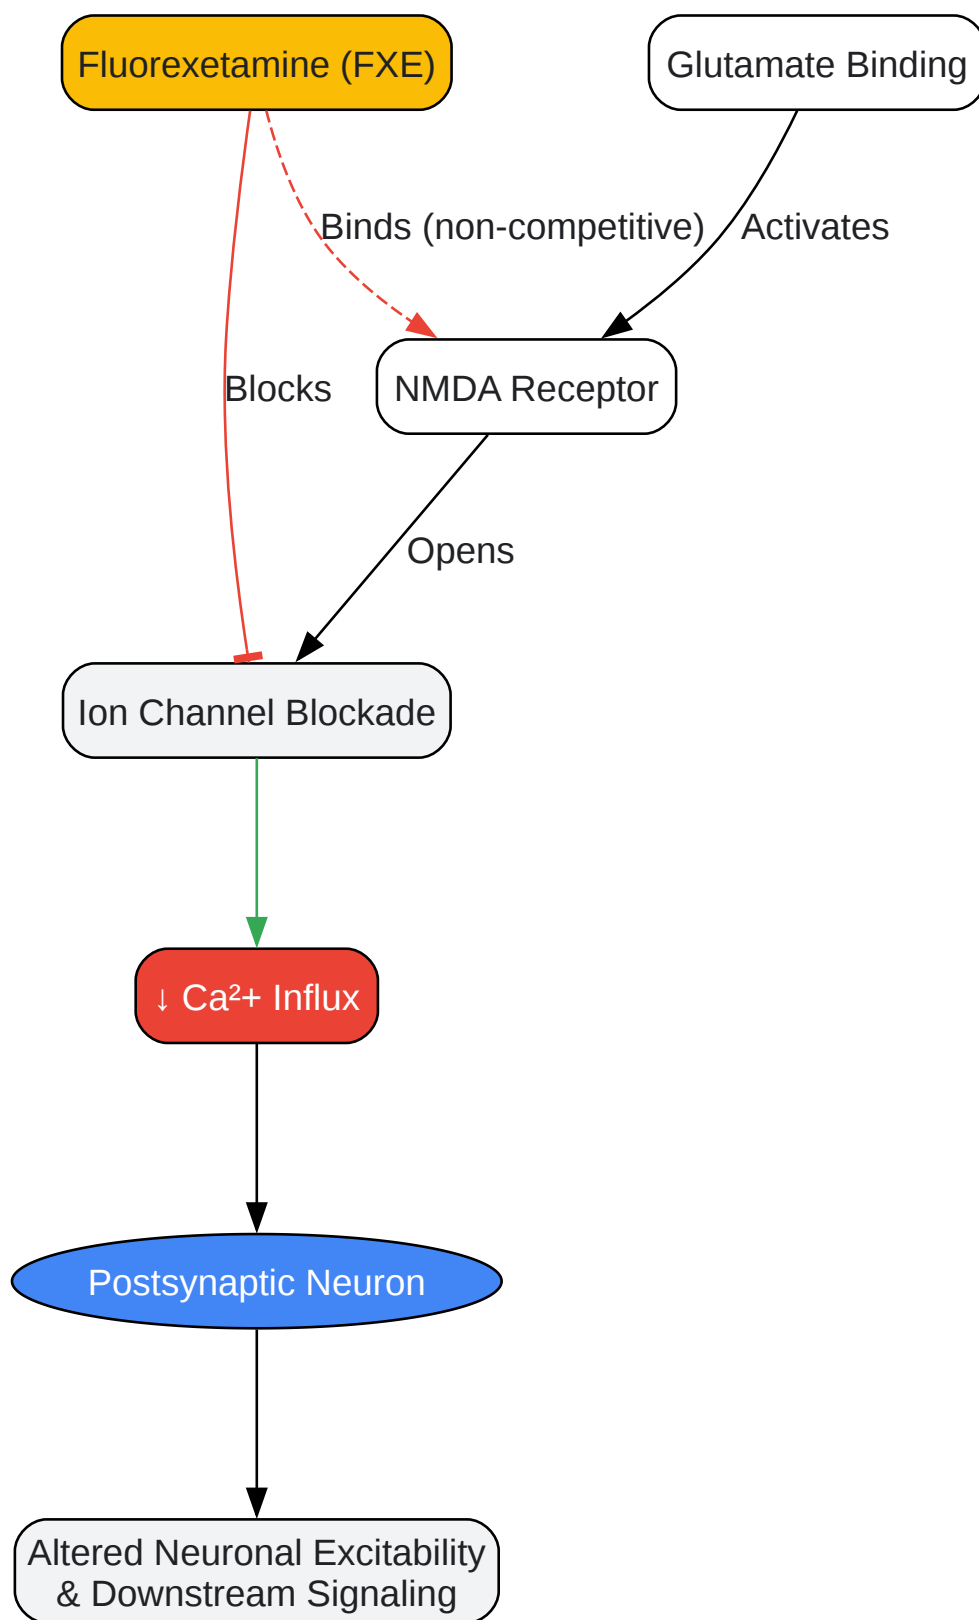 Fluorexetamine (FXE)
Glutamate Binding
Binds (non-competitive)
Activates
Blocks
NMDA Receptor
Opens
Ion Channel Blockade
↓ Ca²+ Influx
Postsynaptic Neuron
Altered Neuronal Excitability
& Downstream Signaling